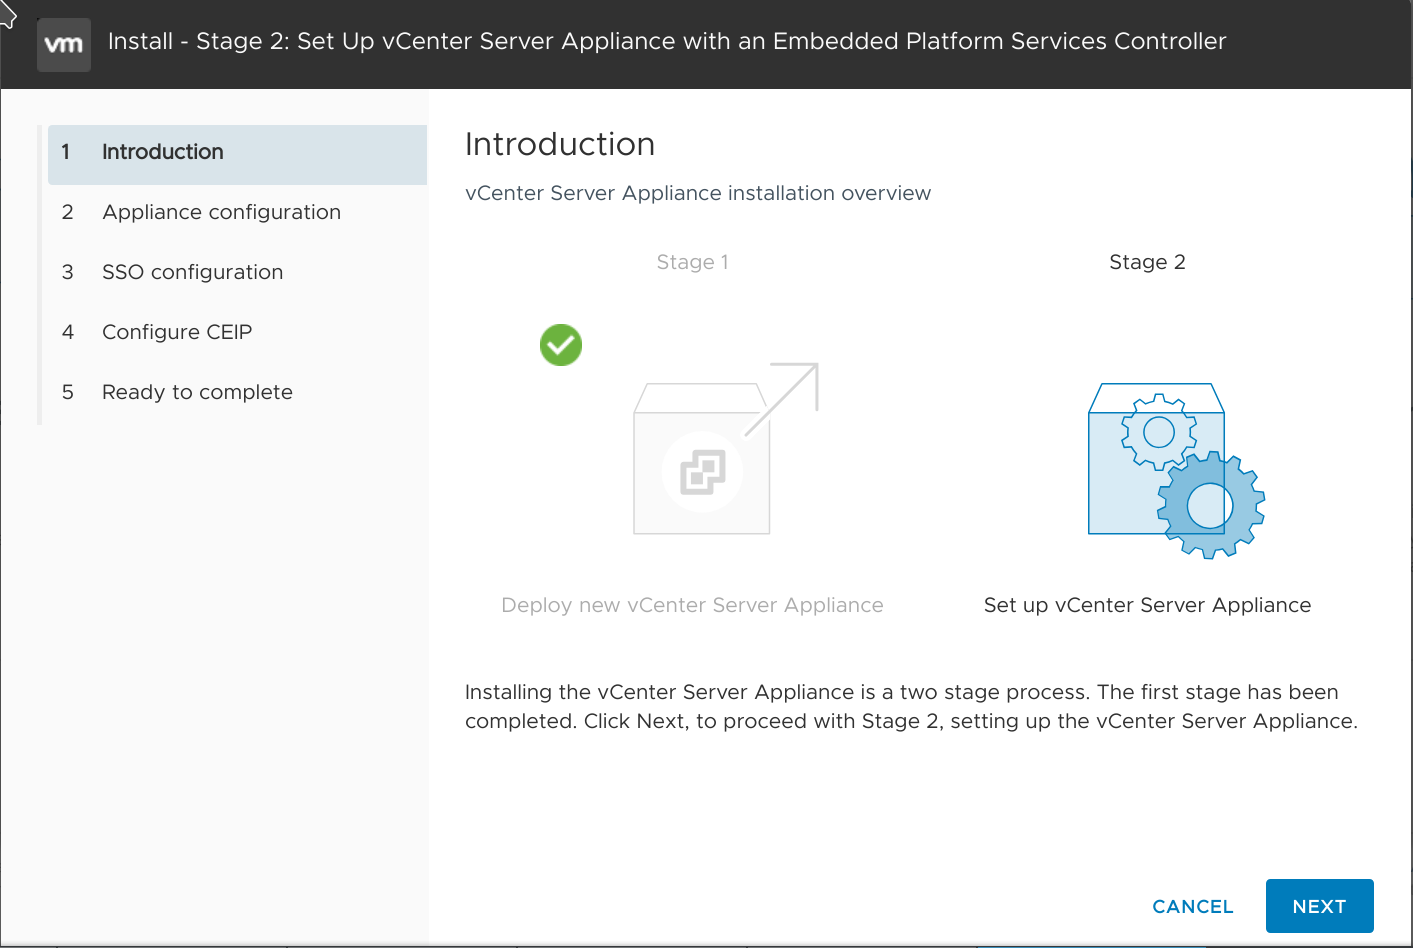 vm
Install - Stage 2: Set Up vCenter Server Appliance with an Embedded Platform Services Controller
1 Introduction
2 Appliance configuration
3 SSO configuration
4 Configure CEIP
5 Ready to complete
Introduction
vCenter Server Appliance installation overview
Stage 1
Stage 2
Deploy new vCenter Server Appliance
Set up vCenter Server Appliance
Installing the vCenter Server Appliance is a two stage process. The first stage has been
completed. Click Next, to proceed with Stage 2, setting up the vCenter Server Appliance.
CANCEL
NEXT